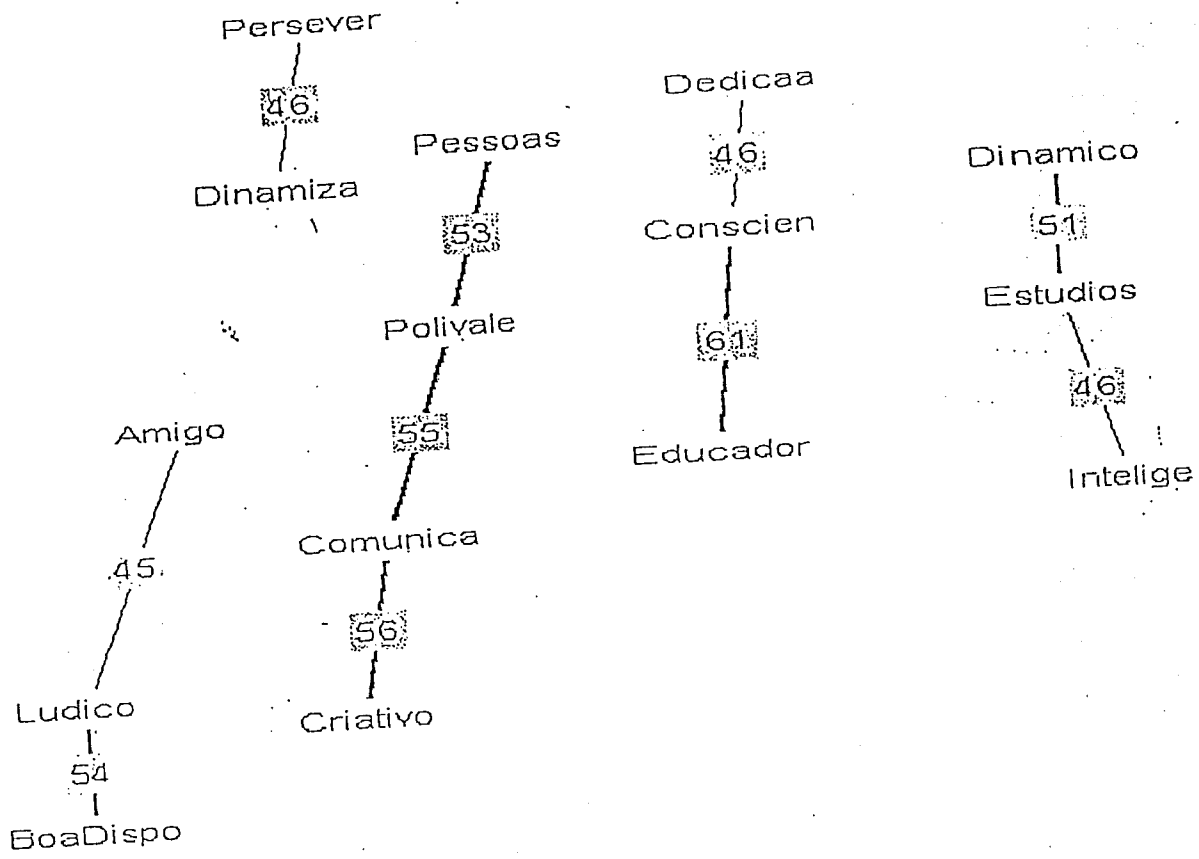 Persever
46
Dinamiza
Pessoas
53
Polivale
55
Comunica
56
Criativo
Dedicaa
46
Conscien
61
Educador
Dinamico
51
Estudios
46
Intelige
Amigo
45
Ludico
54
BoaDispo